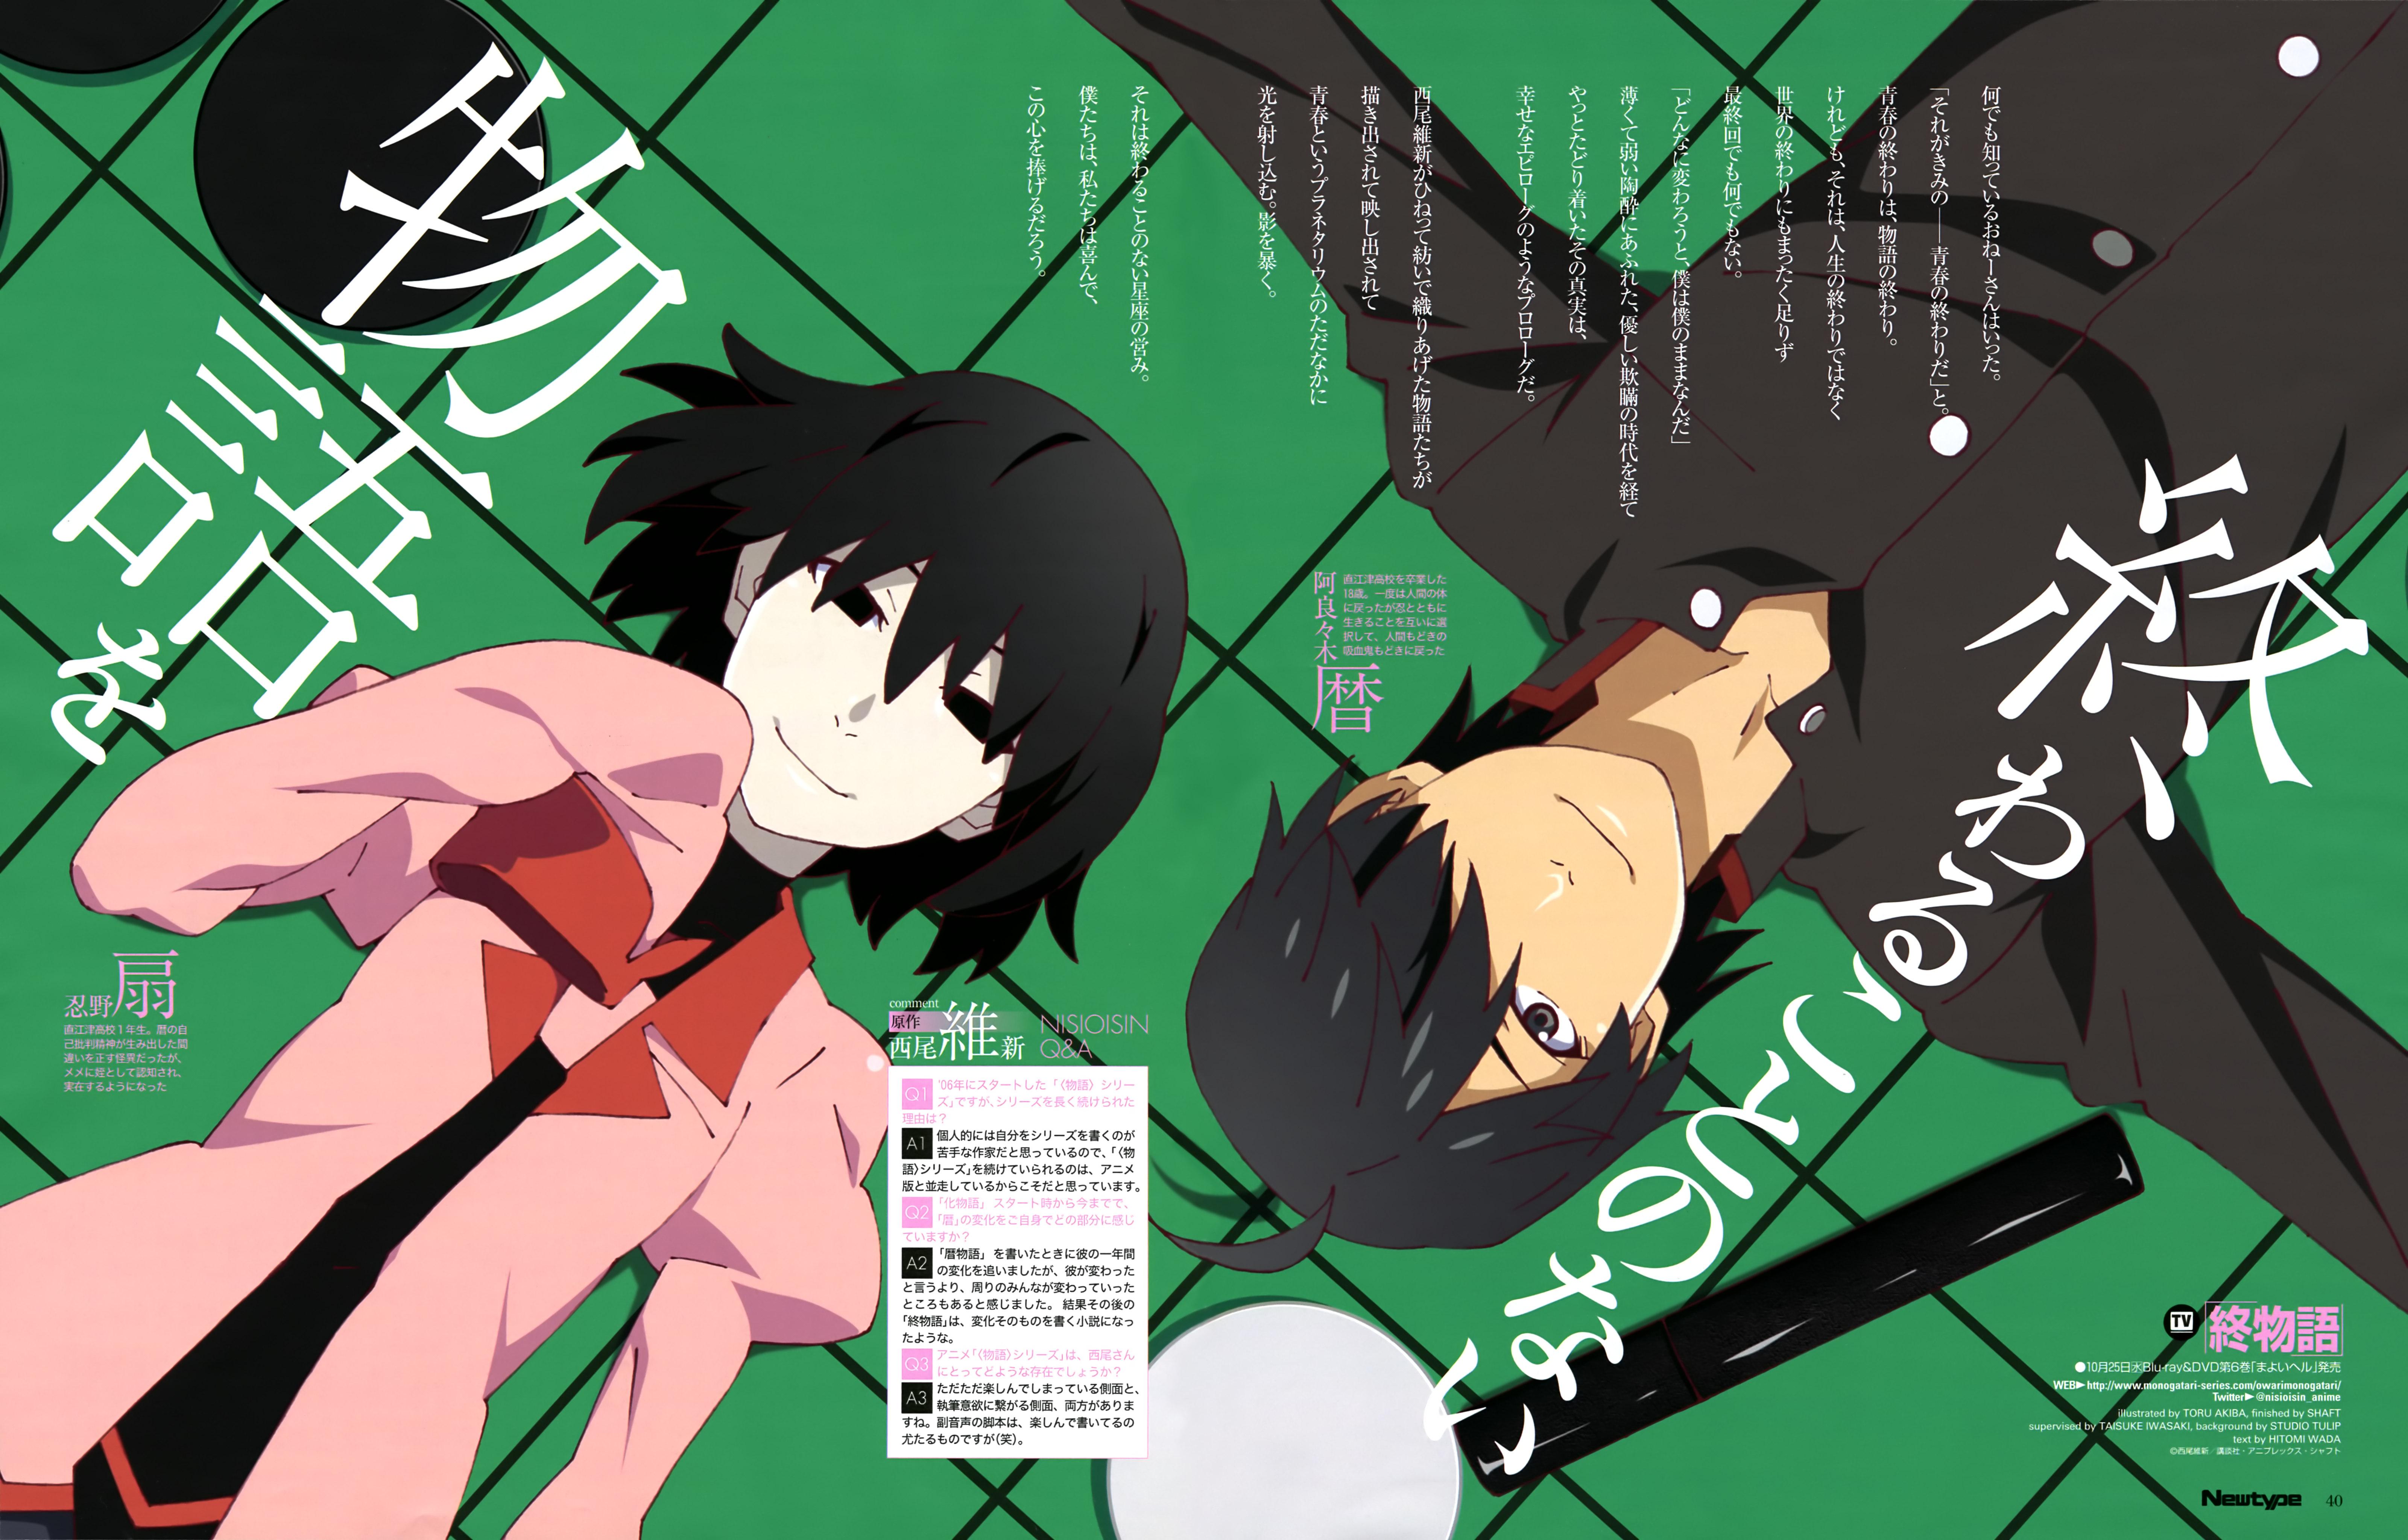 終わることのない
物語を
何でも知っているおねーさんはいった。
「それがきみの――青春の終わりだ」と。
青春の終わりは、物語の終わり。
けれども、それは、人生の終わりではなく
世界の終わりにもまったく足りず
最終回でも何でもない。
「どんなに変わろうと、僕は僕のままなんだ」
薄くて弱い陶酔にあふれた、優しい欺瞞の時代を経て
やっとたどり着いたその真実は、
幸せなエピローグのようなプロローグだ。
西尾維新がひねって紡いで織りあげた物語たちが
描き出されて映し出されて
青春というプラネタリウムのただなかに
光を射し込む。影を暴く。
それは終わることのない星座の営み。
僕たちは、私たちは喜んで、
この心を捧げるだろう。
阿良々木暦
直江津高校を卒業した
18歳。一度は人間の体
に戻ったが忍とともに
生きることを互いに選
択して、人間もどきの
吸血鬼もどきに戻った
忍野扇
直江津高校1年生。暦の自
己批判精神が生み出した間
違いを正す怪異だったが、
メメに姪として認知され、
実在するようになった
comment
原作
西尾維新
NISIOISIN
Q&A
Q1 '06年にスタートした「〈物語〉シリー
ズ」ですが、シリーズを長く続けられた
理由は？
A1 個人的には自分をシリーズを書くのが
苦手な作家だと思っているので、「〈物
語〉シリーズ」を続けていられるのは、アニメ
版と並走しているからこそだと思っています。
Q2 「化物語」スタート時から今までで、
「暦」の変化をご自身でどの部分に感じ
ていますか？
A2 「暦物語」を書いたときに彼の一年間
の変化を追いましたが、彼が変わった
と言うより、周りのみんなが変わっていった
ところもあると感じました。結果その後の
「終物語」は、変化そのものを書く小説になっ
たような。
Q3 アニメ「〈物語〉シリーズ」は、西尾さん
にとってどような存在でしょうか？
A3 ただただ楽しんでしまっている側面と、
執筆意欲に繋がる側面、両方がありま
すね。副音声の脚本は、楽しんで書いてるの
尤たるものですが(笑)。
TV 終物語
●10月25日㊌Blu-ray&DVD第6巻「まよいヘル」発売
WEB▶http://www.monogatari-series.com/owarimonogatari/
Twitter▶@nisioisin_anime
illustrated by TORU AKIBA, finished by SHAFT
supervised by TAISUKE IWASAKI, background by STUDIO TULIP
text by HITOMI WADA
©西尾維新／講談社・アニプレックス・シャフト
Newtype 40